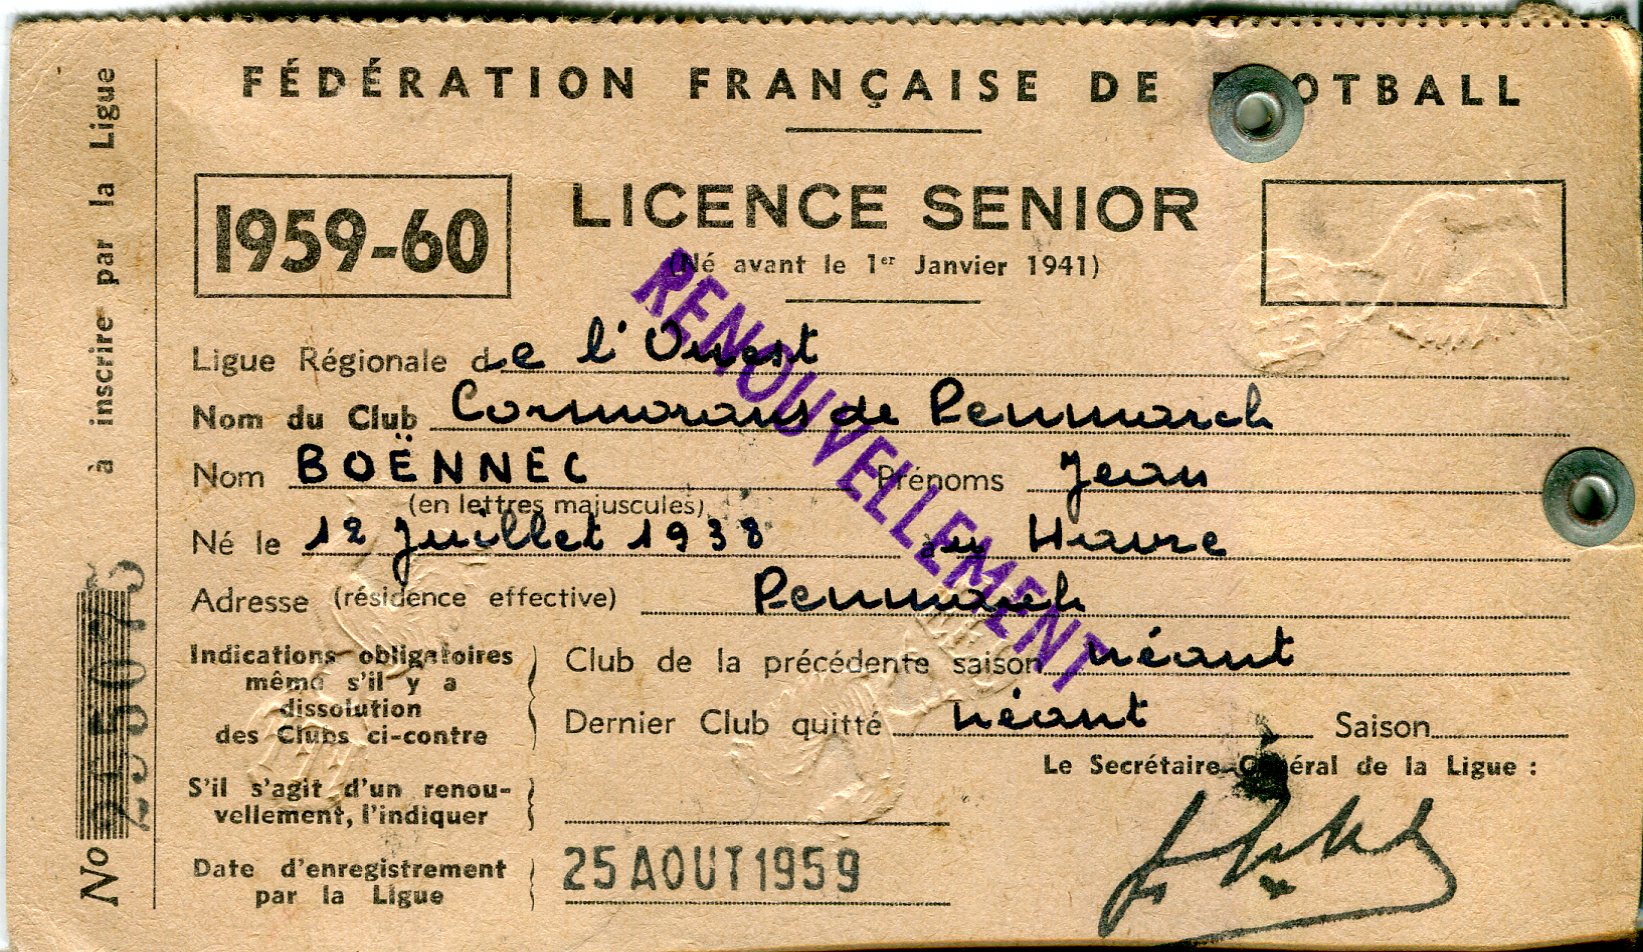 FÉDÉRATION FRANÇAISE DE F OTBALL
1959-60
LICENCE SENIOR
(Né avant le 1er Janvier 1941)
RENOUVELLEMENT
Ligue Régionale de l'Ouest
Nom du Club Cormorans de Penmarch
Nom BOËNNEC Prénoms Jean
(en lettres majuscules)
Né le 12 Juillet 1938 au Havre
Adresse (résidence effective) Penmarch
Indications obligatoires
même s'il y a
dissolution
des Clubs ci-contre
Club de la précédente saison néant
Dernier Club quitté néant Saison
Le Secrétaire Général de la Ligue :
S'il s'agit d'un renou-
vellement, l'indiquer
Date d'enregistrement
par la Ligue
25 AOUT 1959
à inscrire par la Ligue
No